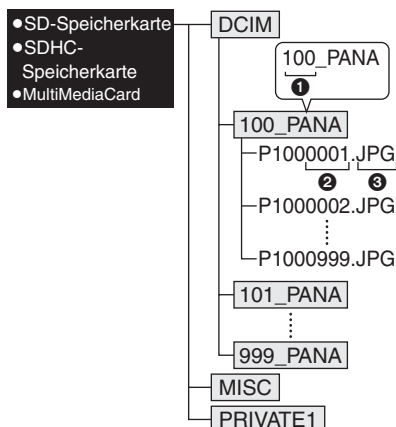 ●SD-Speicherkarte
●SDHC-
Speicherkarte
●MultiMediaCard
DCIM
100_PANA
❶
100_PANA
P1000001.JPG
❷ ❸
P1000002.JPG
P1000999.JPG
101_PANA
999_PANA
MISC
PRIVATE1